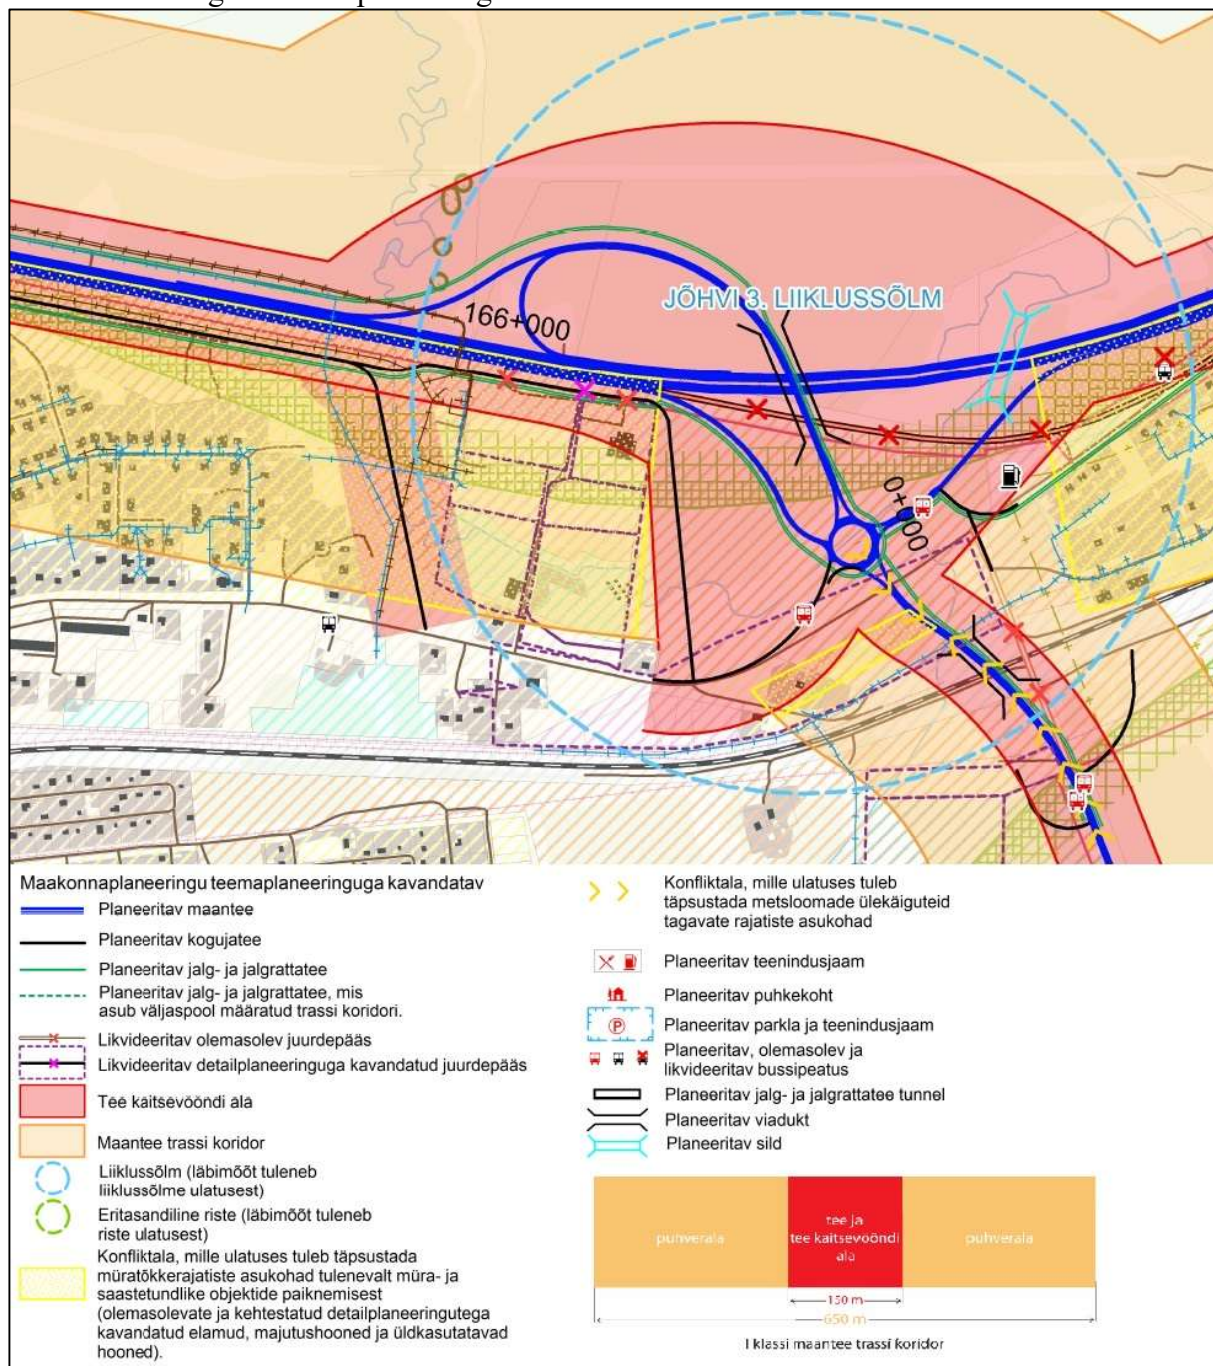 166+000
JÕHVI 3. LIIKLUSSÕLM
0+000
Maakonnaplaneeringu teemaplaneeringuga kavandatav
Planeeritav maantee
Planeeritav kogujatee
Planeeritav jalg- ja jalgrattatee
Planeeritav jalg- ja jalgrattatee, mis
asub väljaspool määratud trassi koridori.
Likvideeritav olemasolev juurdepääs
Likvideeritav detailplaneeringuga kavandatud juurdepääs
Tee kaitsevööndi ala
Maantee trassi koridor
Liiklussõlm (läbimõõt tuleneb
liiklussõlme ulatusest)
Eritasandiline riste (läbimõõt tuleneb
riste ulatusest)
Konfliktala, mille ulatuses tuleb täpsustada
müratõkkerajatiste asukohad tulenevalt müra- ja
saastetundlike objektide paiknemisest
(olemasolevate ja kehtestatud detailplaneeringutega
kavandatud elamud, majutushooned ja üldkasutatavad
hooned).
Konfliktala, mille ulatuses tuleb
täpsustada metsloomade ülekäiguteid
tagavate rajatiste asukohad
Planeeritav teenindusjaam
Planeeritav puhkekoht
P
Planeeritav parkla ja teenindusjaam
Planeeritav, olemasolev ja
likvideeritav bussipeatus
Planeeritav jalg- ja jalgrattatee tunnel
Planeeritav viadukt
Planeeritav sild
puhverala
tee ja
tee kaitsevööndi
ala
puhverala
150 m
650 m
I klassi maantee trassi koridor